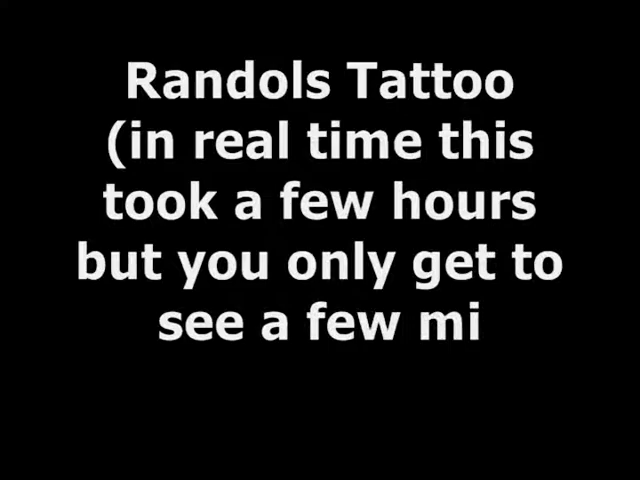 Randols Tattoo
(in real time this
took a few hours
but you only get to
see a few mi